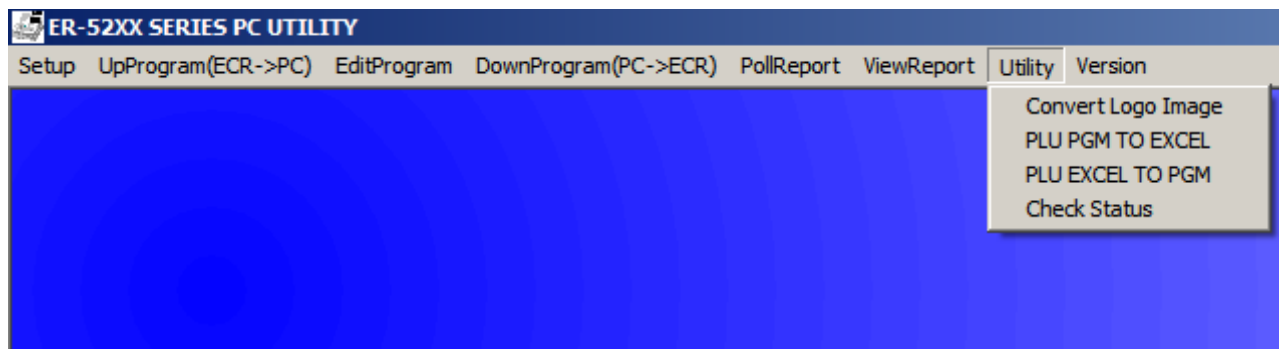 ER-52XX SERIES PC UTILITY
Setup UpProgram(ECR->PC) EditProgram DownProgram(PC->ECR) PollReport ViewReport Utility Version
Convert Logo Image
PLU PGM TO EXCEL
PLU EXCEL TO PGM
Check Status